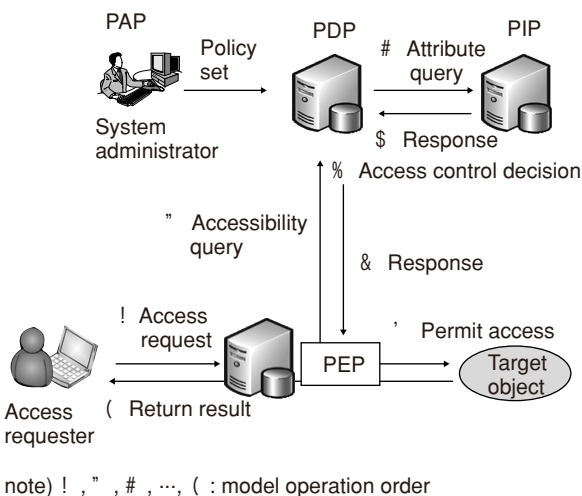 PAP
PDP
PIP
Policy
set
# Attribute
query
System
administrator
$ Response
% Access control decision
" Accessibility
query
& Response
! Access
request
' Permit access
PEP
Target
object
( Return result
Access
requester
note) ! , " , # , ···, ( : model operation order